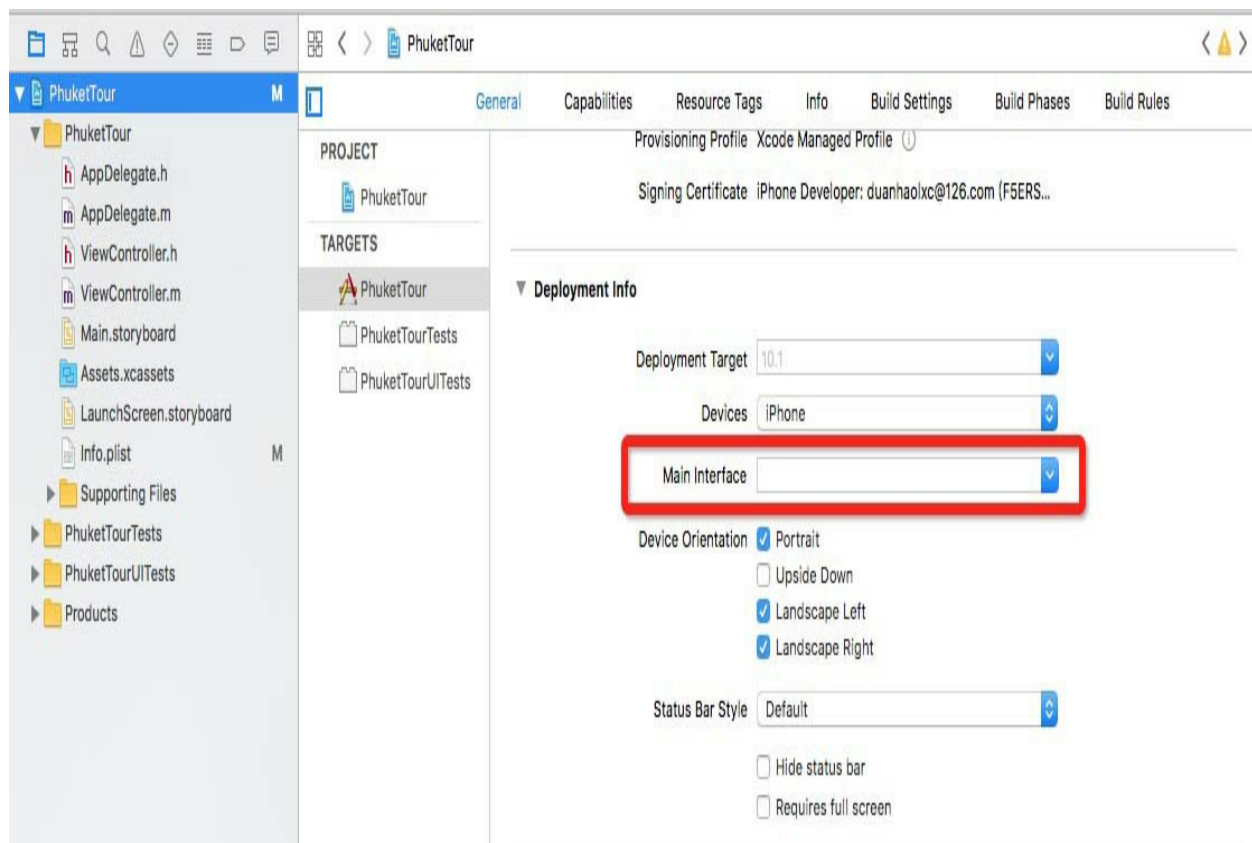 PhuketTour
PhuketTour M
PhuketTour
AppDelegate.h
AppDelegate.m
ViewController.h
ViewController.m
Main.storyboard
Assets.xcassets
LaunchScreen.storyboard
Info.plist M
Supporting Files
PhuketTourTests
PhuketTourUITests
Products
General Capabilities Resource Tags Info Build Settings Build Phases Build Rules
PROJECT
PhuketTour
TARGETS
PhuketTour
PhuketTourTests
PhuketTourUITests
Provisioning Profile Xcode Managed Profile
Signing Certificate iPhone Developer: duanhaolxc@126.com (F5ERS...
Deployment Info
Deployment Target 10.1
Devices iPhone
Main Interface
Device Orientation Portrait
Upside Down
Landscape Left
Landscape Right
Status Bar Style Default
Hide status bar
Requires full screen